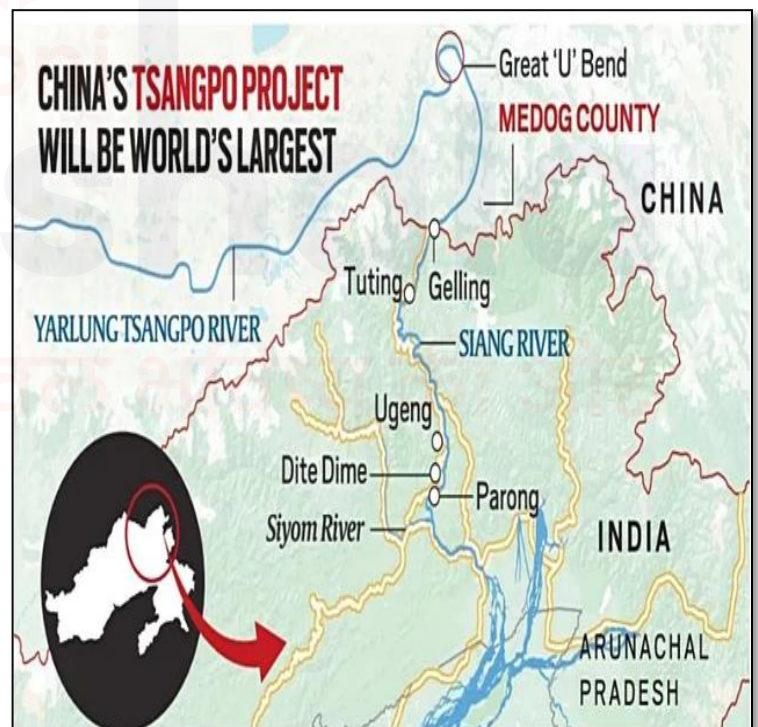 CHINA'S TSANGPO PROJECT
WILL BE WORLD'S LARGEST
Great 'U' Bend
MEDOG COUNTY
CHINA
Tuting
Gelling
YARLUNG TSANGPO RIVER
SIANG RIVER
Ugeng
Dite Dime
Parong
Siyom River
INDIA
ARUNACHAL
PRADESH